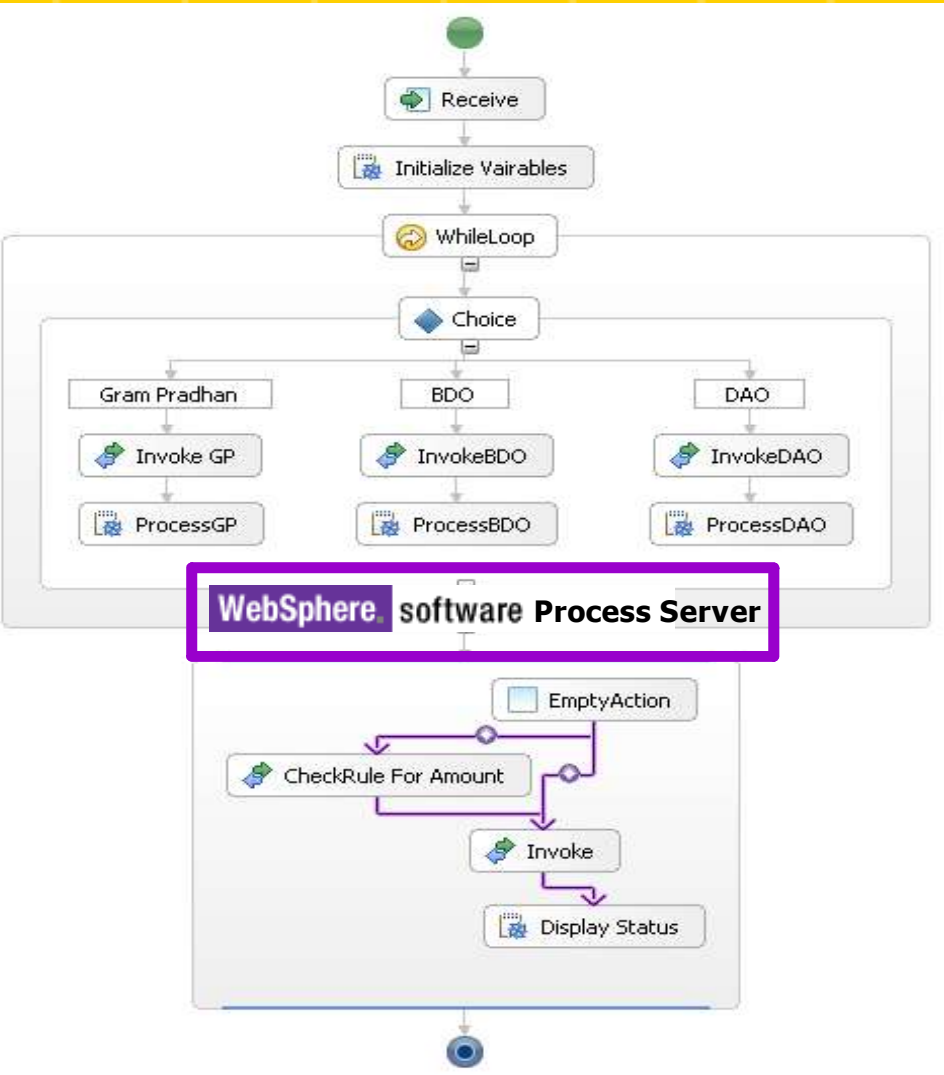 Receive
Initialize Vairables
WhileLoop
Choice
Gram Pradhan BDO DAO
Invoke GP InvokeBDO InvokeDAO
ProcessGP ProcessBDO ProcessDAO
WebSphere. software Process Server
EmptyAction
CheckRule For Amount
Invoke
Display Status